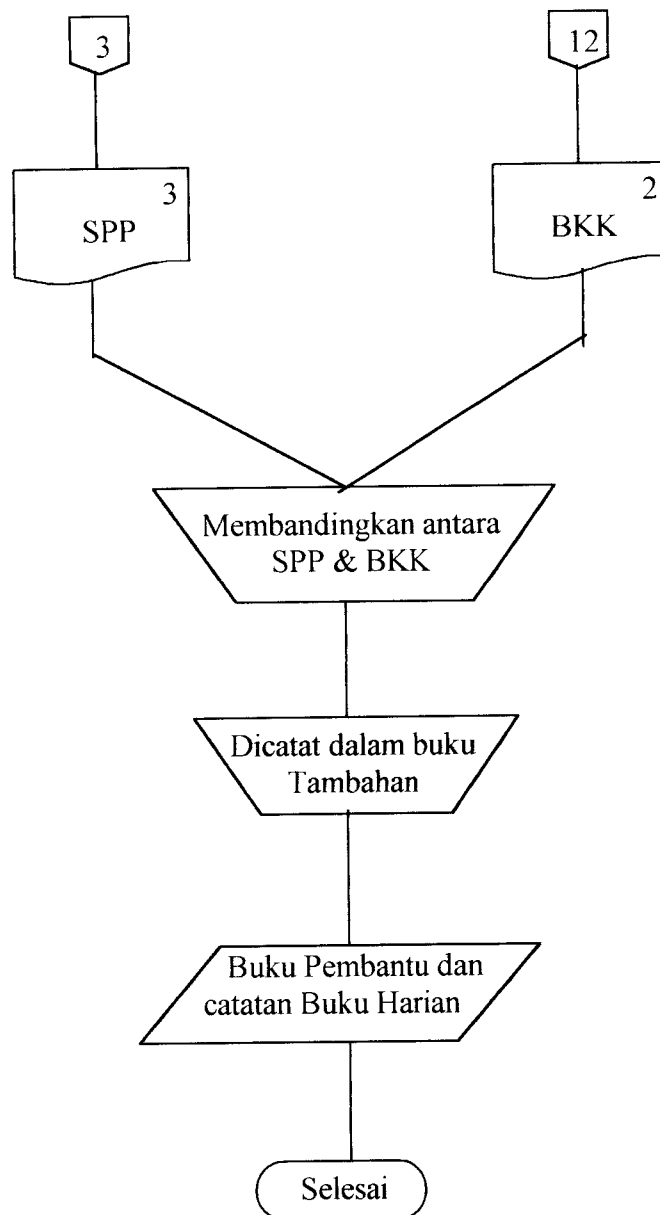 3
12
3
SPP
2
BKK
Membandingkan antara
SPP & BKK
Dicatat dalam buku
Tambahan
Buku Pembantu dan
catatan Buku Harian
Selesai